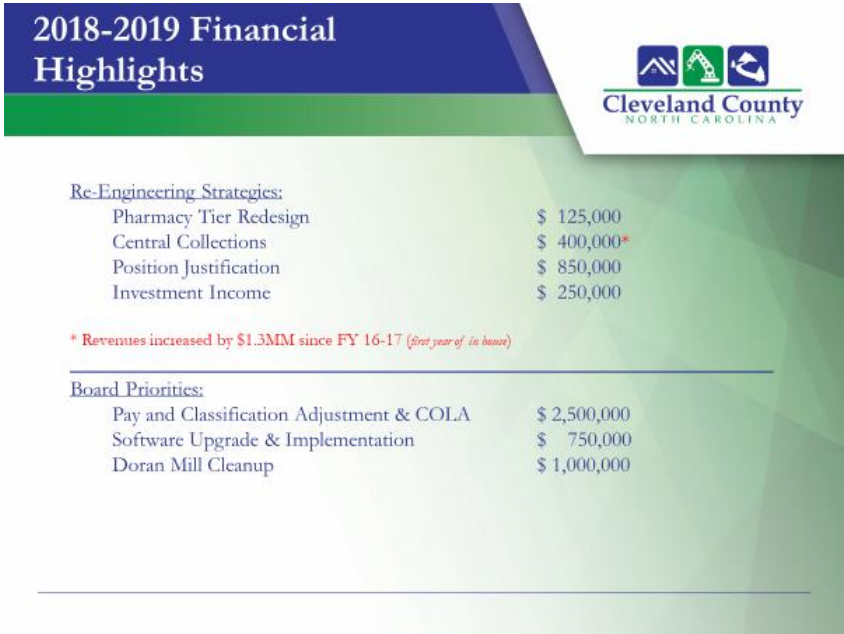 2018-2019 Financial
Highlights
Cleveland County
NORTH CAROLINA
Re-Engineering Strategies:
Pharmacy Tier Redesign $ 125,000
Central Collections $ 400,000*
Position Justification $ 850,000
Investment Income $ 250,000
* Revenues increased by $1.3MM since FY 16-17 (first year of in house)
Board Priorities:
Pay and Classification Adjustment & COLA $ 2,500,000
Software Upgrade & Implementation $ 750,000
Doran Mill Cleanup $ 1,000,000